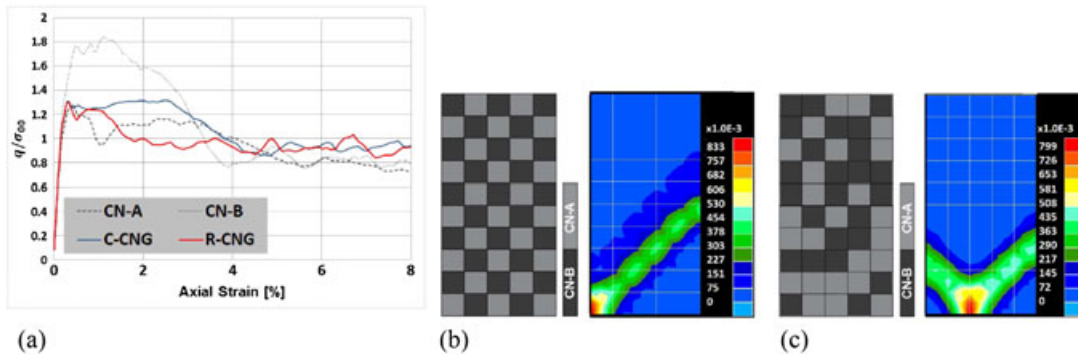 q/σ00
2
1.8
1.6
1.4
1.2
1
0.8
0.6
0.4
0.2
0
0
2
4
6
8
CN-A
CN-B
C-CNG
R-CNG
Axial Strain [%]
(a)
CN-A
CN-B
x1.0E-3
833
757
682
606
530
454
378
303
227
151
72
0
(b)
CN-A
CN-B
x1.0E-3
799
726
653
581
508
435
363
290
217
145
72
0
(c)